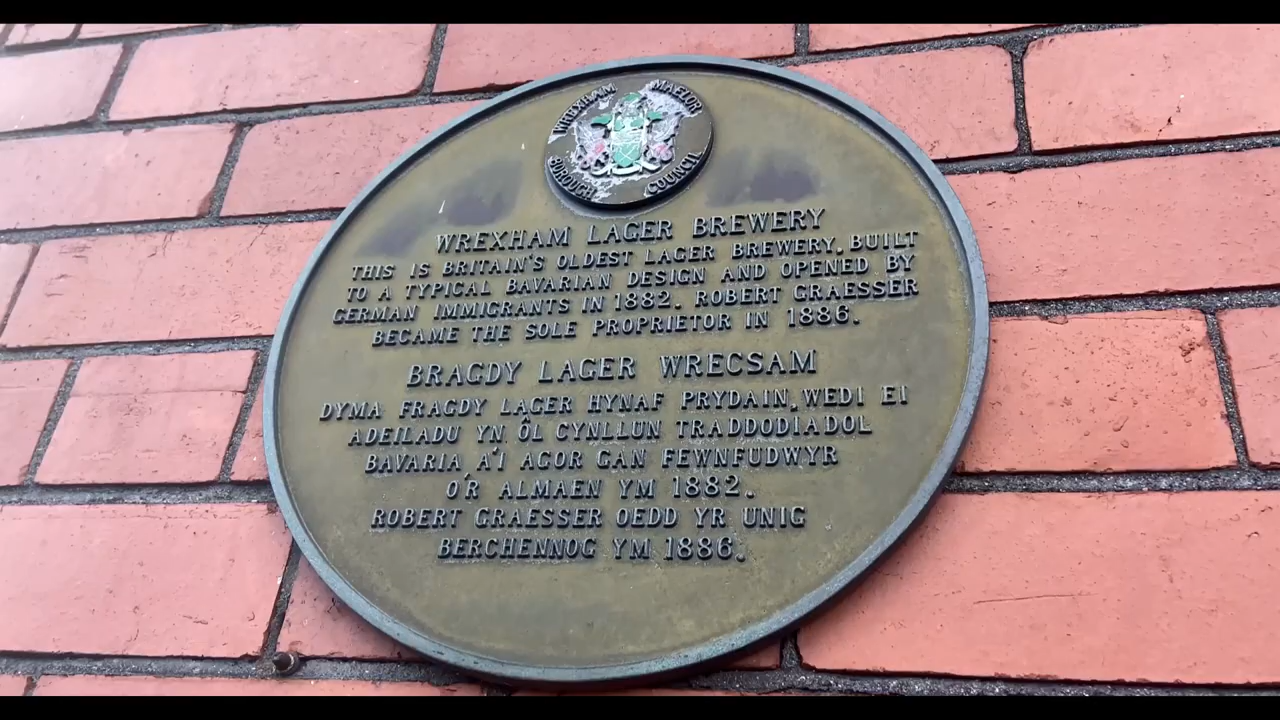 WREXHAM MAELOR
BOROUGH COUNCIL
WREXHAM LAGER BREWERY
THIS IS BRITAIN'S OLDEST LAGER BREWERY. BUILT
TO A TYPICAL BAVARIAN DESIGN AND OPENED BY
GERMAN IMMIGRANTS IN 1882. ROBERT GRAESSER
BECAME THE SOLE PROPRIETOR IN 1886.
BRAGDY LAGER WRECSAM
DYMA FRAGDY LAGER HYNAF PRYDAIN. WEDI EI
ADEILADU YN ÔL CYNLLUN TRADDODIADOL
BAVARIA A'I AGOR GAN FEWNFUDWYR
O'R ALMAEN YM 1882.
ROBERT GRAESSER OEDD YR UNIG
BERCHENNOG YM 1886.